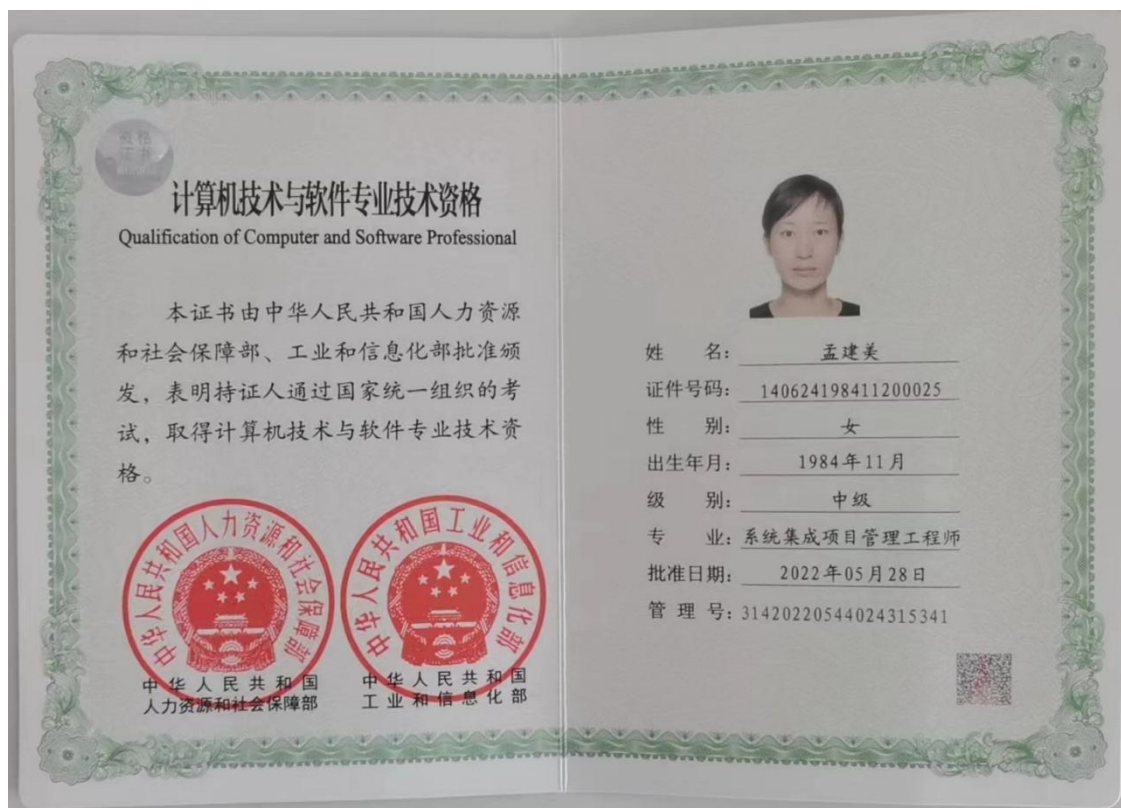 资格
证书
计算机技术与软件专业技术资格
Qualification of Computer and Software Professional
本证书由中华人民共和国人力资源
和社会保障部、工业和信息化部批准颁
发，表明持证人通过国家统一组织的考
试，取得计算机技术与软件专业技术资
格。
中华人民共和国人力资源和社会保障部
中华人民共和国
人力资源和社会保障部
中华人民共和国工业和信息化部
中华人民共和国
工业和信息化部
姓 名：孟建美
证件号码：140624198411200025
性 别：女
出生年月：1984年11月
级 别：中级
专 业：系统集成项目管理工程师
批准日期：2022年05月28日
管 理 号：31420220544024315341